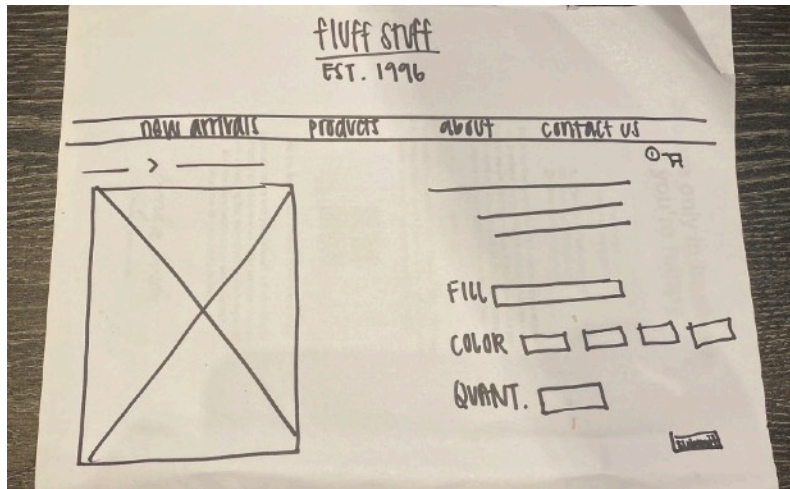 fluff stuff
EST. 1996
new arrivals products about contact us
FILL
COLOR
QUANT.